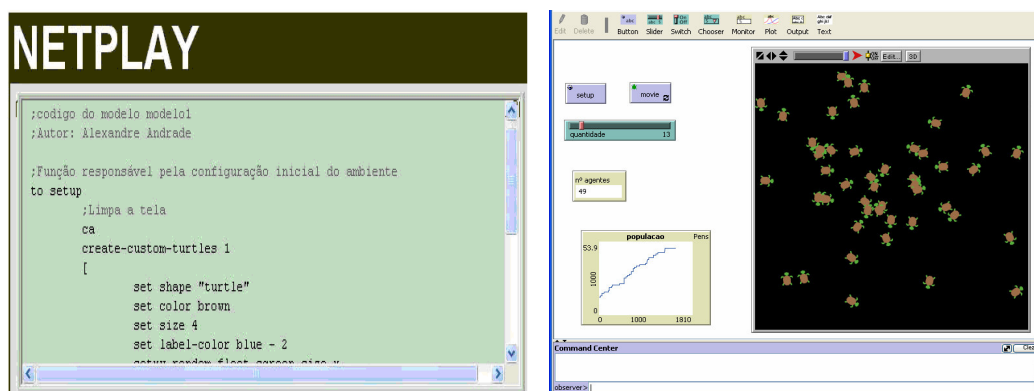 NETPLAY
;codigo do modelo modelo1
;Autor: Alexandre Andrade
;Função responsável pela configuração inicial do ambiente
to setup
;Limpa a tela
ca
create-custom-turtles 1
[
set shape "turtle"
set color brown
set size 4
set label-color blue - 2
Edit Delete Button Slider Switch Chooser Monitor Plot Output Text
Edit... 3D
setup
movie
quantidade 13
nº agentes
49
populacao Pens
53.9
1000
0
0 1000 1810
Command Center
Clea
observer>